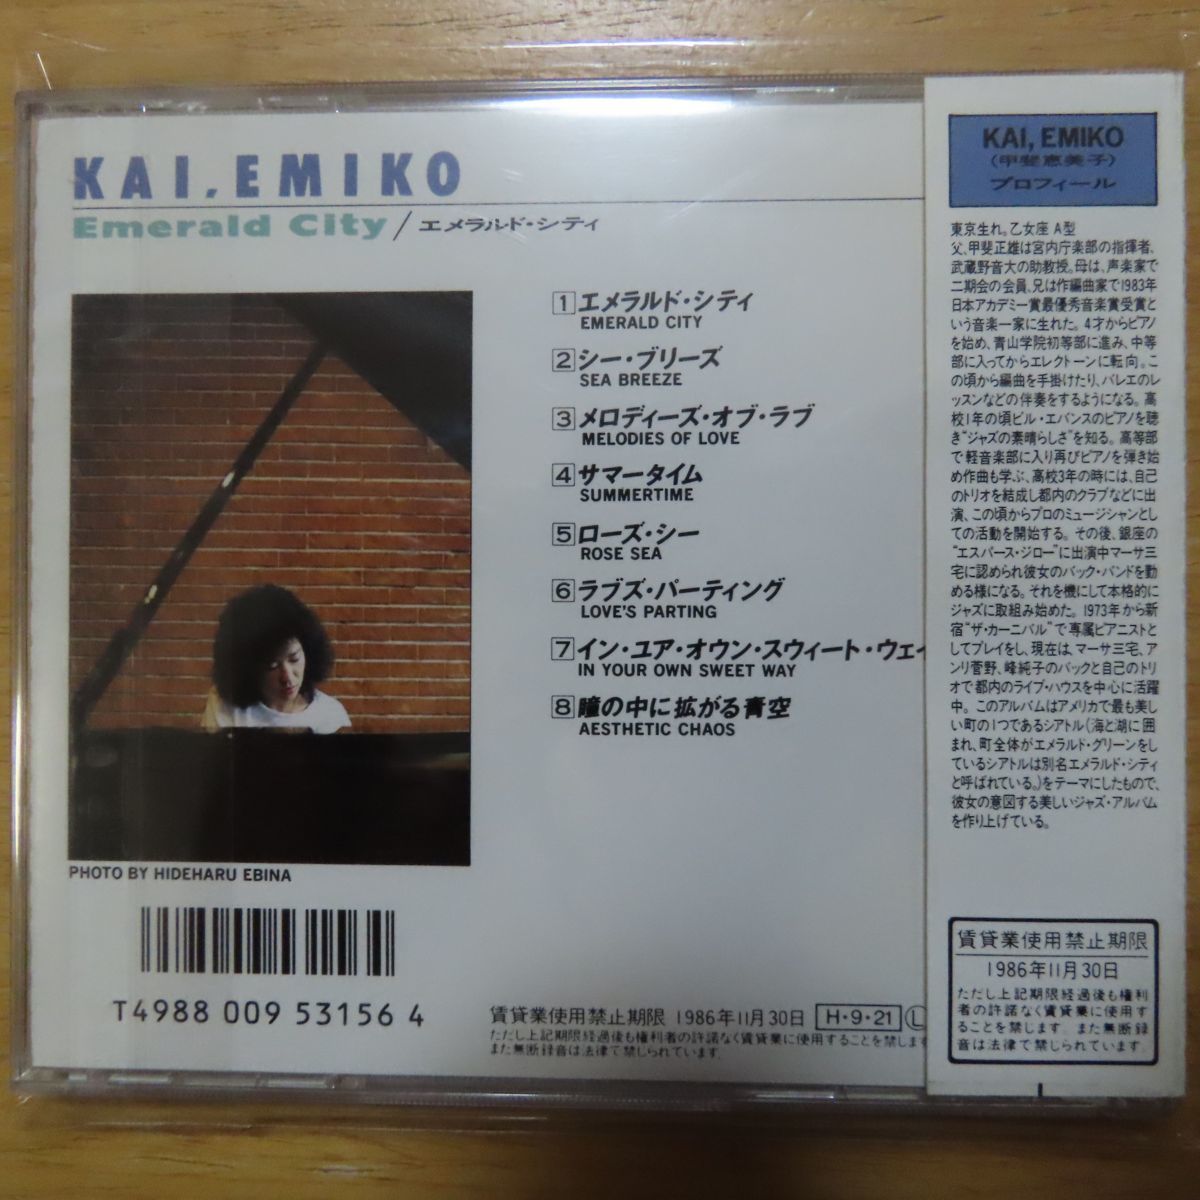 KAI, EMIKO
Emerald City / エメラルド・シティ
1 エメラルド・シティ
EMERALD CITY
2 シー・ブリーズ
SEA BREEZE
3 メロディーズ・オブ・ラブ
MELODIES OF LOVE
4 サマータイム
SUMMERTIME
5 ローズ・シー
ROSE SEA
6 ラブズ・パーティング
LOVE'S PARTING
7 イン・ユア・オウン・スウィート・ウェイ
IN YOUR OWN SWEET WAY
8 瞳の中に拡がる青空
AESTHETIC CHAOS
PHOTO BY HIDEHARU EBINA
T4988 009 53156 4
賃貸業使用禁止期限 1986年11月30日 H・9・21 L
ただし上記期限経過後も権利者の許諾なく賃貸業に使用することを禁じます
また無断録音は法律で禁じられています.
KAI, EMIKO
(甲斐恵美子)
プロフィール
東京生れ。乙女座 A型
父、甲斐正雄は宮内庁楽部の指揮者、
武蔵野音大の助教授。母は、声楽家で
二期会の会員、兄は作編曲家で1983年
日本アカデミー賞最優秀音楽賞受賞と
いう音楽一家に生れた。4才からピアノ
を始め、青山学院初等部に進み、中等
部に入ってからエレクトーンに転向。こ
の頃から編曲を手掛けたり、バレエのレ
ッスンなどの伴奏をするようになる。高
校1年の頃ビル・エバンスのピアノを聴
き“ジャズの素晴らしさ”を知る。高等部
で軽音楽部に入り再びピアノを弾き始
め作曲も学ぶ、高校3年の時には、自己
のトリオを結成し都内のクラブなどに出
演、この頃からプロのミュージシャンとし
ての活動を開始する。その後、銀座の
“エスパース・ジロー”に出演中マーサ三
宅に認められ彼女のバック・バンドを勤
める様になる。それを機にして本格的に
ジャズに取組み始めた。1973年から新
宿“ザ・カーニバル”で専属ピアニストと
してプレイをし、現在は、マーサ三宅、ア
ンリ菅野、峰純子のバックと自己のトリ
オで都内のライブ・ハウスを中心に活躍
中。このアルバムはアメリカで最も美し
い町の1つであるシアトル(海と湖に囲
まれ、町全体がエメラルド・グリーンをし
ているシアトルは別名エメラルド・シティ
と呼ばれている。)をテーマにしたもので、
彼女の意図する美しいジャズ・アルバム
を作り上げている。
賃貸業使用禁止期限
1986年11月30日
ただし上記期限経過後も権利
者の許諾なく賃貸業に使用す
ることを禁じます. また無断録
音は法律で禁じられています.